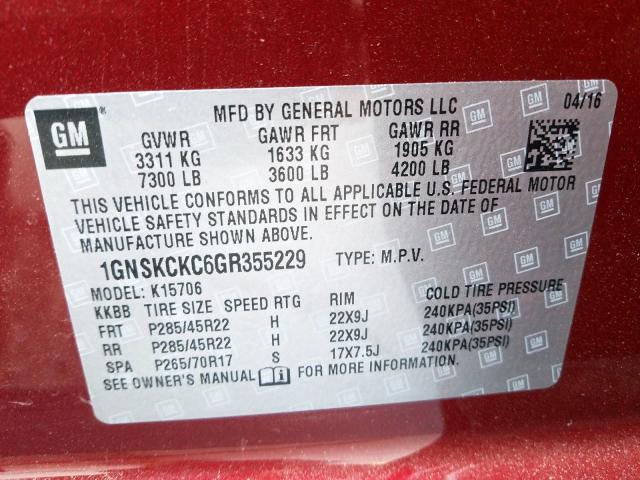 GM ®
MFD BY GENERAL MOTORS LLC 04/16
GVWR GAWR FRT GAWR RR
3311 KG 1633 KG 1905 KG
7300 LB 3600 LB 4200 LB
THIS VEHICLE CONFORMS TO ALL APPLICABLE U.S. FEDERAL MOTOR
VEHICLE SAFETY STANDARDS IN EFFECT ON THE DATE OF
MANUFACTURE SHOWN ABOVE.
1GNSKCKC6GR355229 TYPE: M.P.V.
MODEL: K15706
KKBB TIRE SIZE SPEED RTG RIM COLD TIRE PRESSURE
FRT P285/45R22 H 22X9J 240KPA(35PSI)
RR P285/45R22 H 22X9J 240KPA(35PSI)
SPA P265/70R17 S 17X7.5J 240KPA(35PSI)
SEE OWNER'S MANUAL FOR MORE INFORMATION.